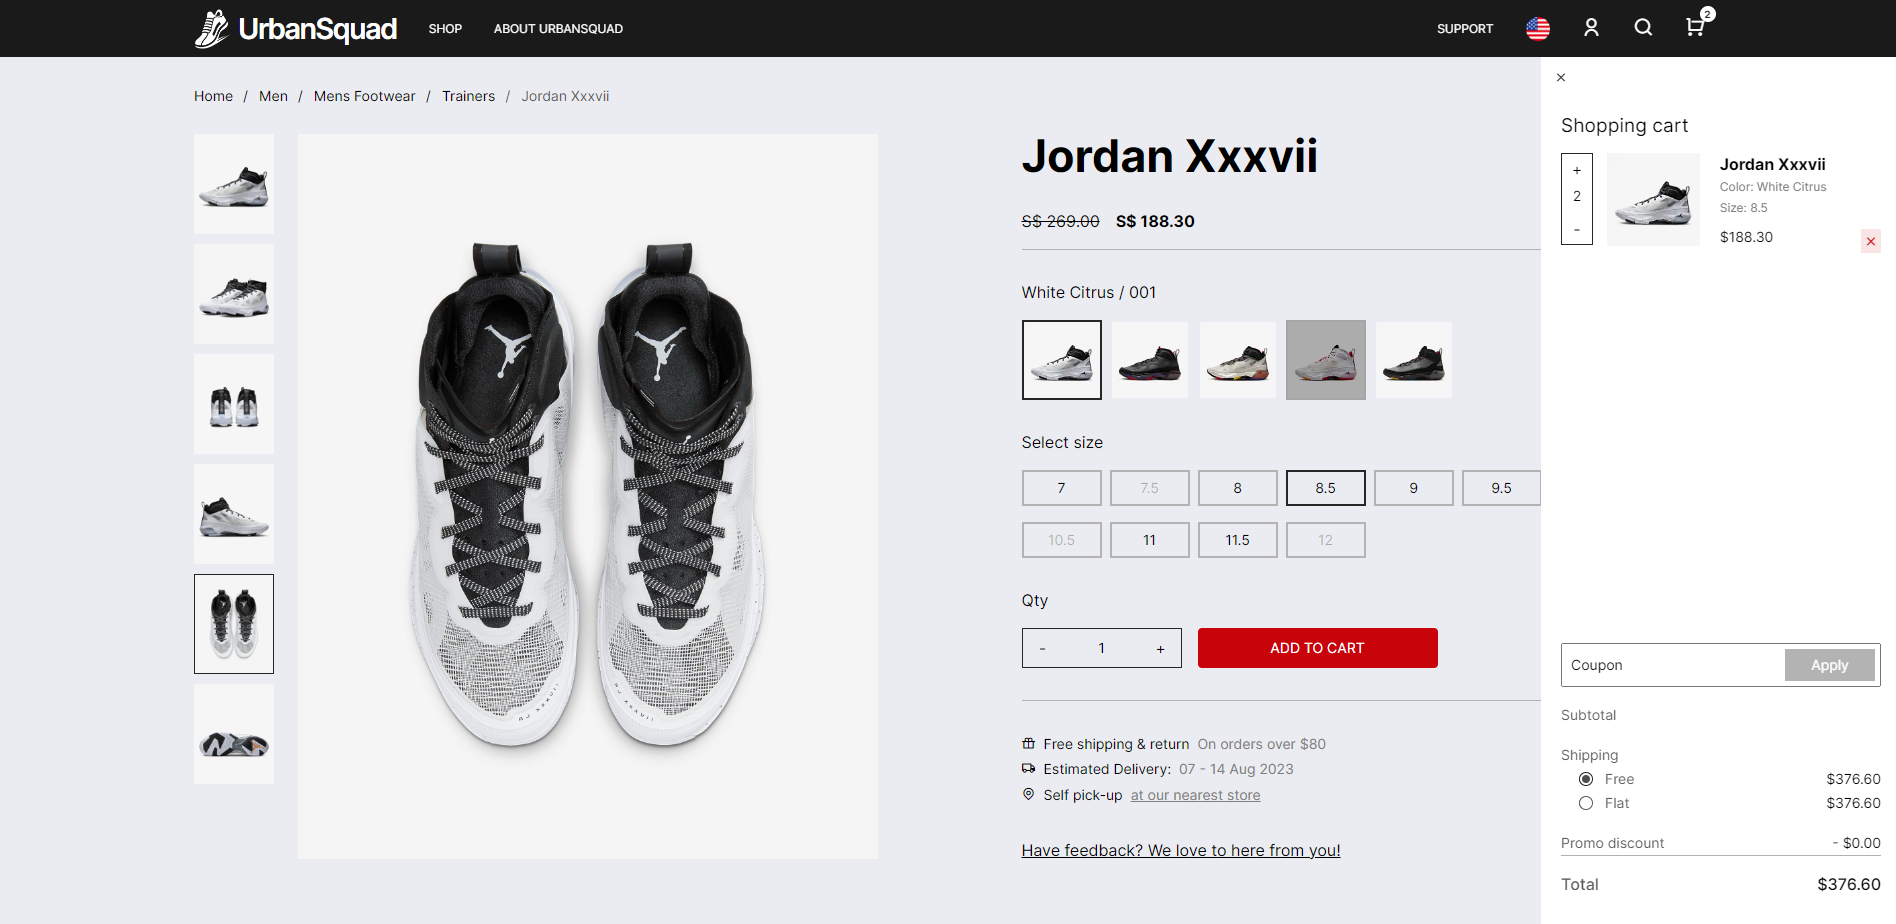 UrbanSquad
SHOP
ABOUT URBANSQUAD
SUPPORT
2
Home / Men / Mens Footwear / Trainers / Jordan Xxxvii
Jordan Xxxvii
S$ 269.00 S$ 188.30
White Citrus / 001
Select size
7 7.5 8 8.5 9 9.5
10.5 11 11.5 12
Qty
- 1 +
ADD TO CART
Free shipping & return On orders over $80
Estimated Delivery: 07 - 14 Aug 2023
Self pick-up at our nearest store
Have feedback? We love to here from you!
×
Shopping cart
+
2
-
Jordan Xxxvii
Color: White Citrus
Size: 8.5
$188.30
×
Coupon
Apply
Subtotal
Shipping
Free $376.60
Flat $376.60
Promo discount - $0.00
Total $376.60